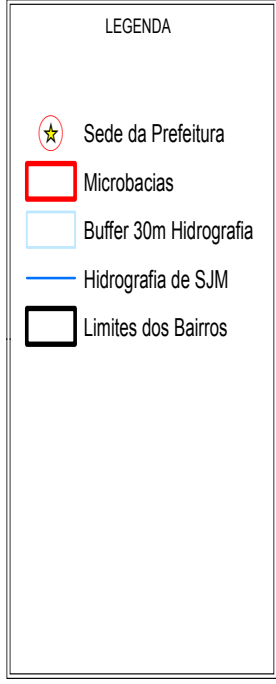 LEGENDA
Sede da Prefeitura
Microbacias
Buffer 30m Hidrografia
Hidrografia de SJM
Limites dos Bairros